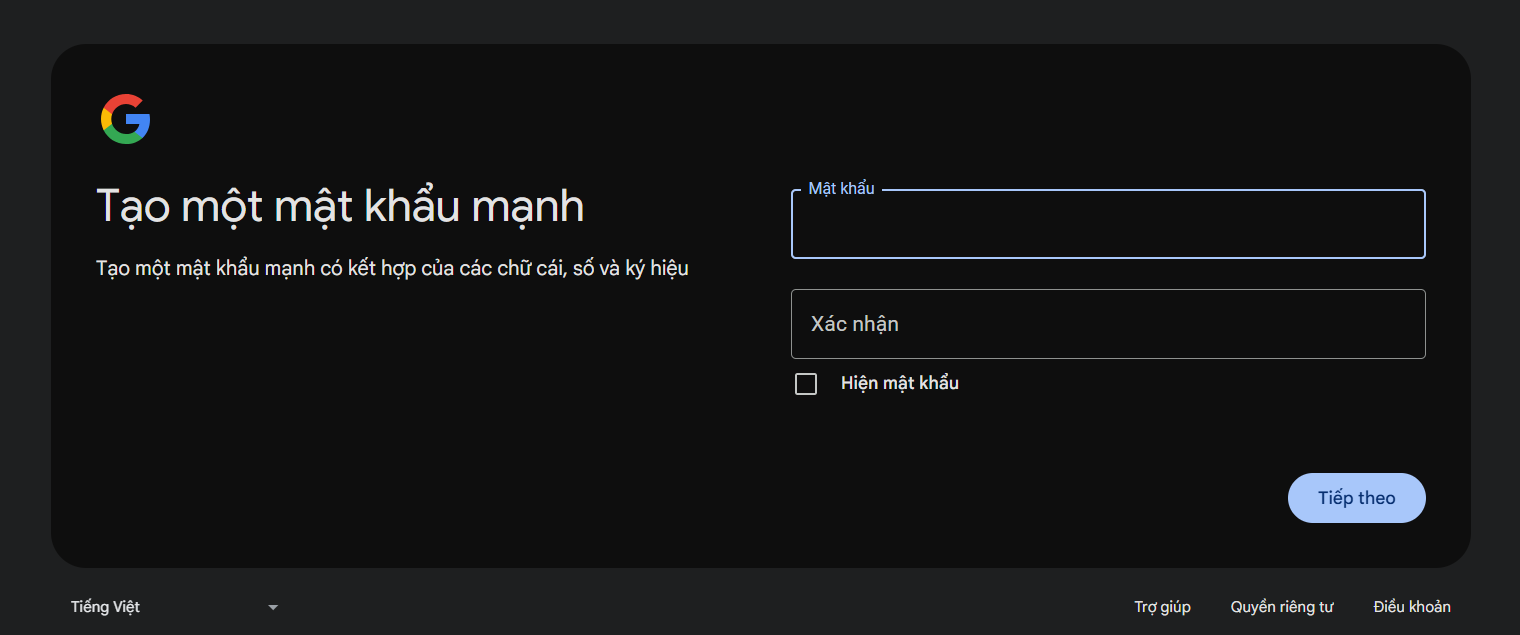 Tạo một mật khẩu mạnh
Tạo một mật khẩu mạnh có kết hợp của các chữ cái, số và ký hiệu
Mật khẩu
Xác nhận
Hiện mật khẩu
Tiếp theo
Tiếng Việt
Trợ giúp
Quyền riêng tư
Điều khoản